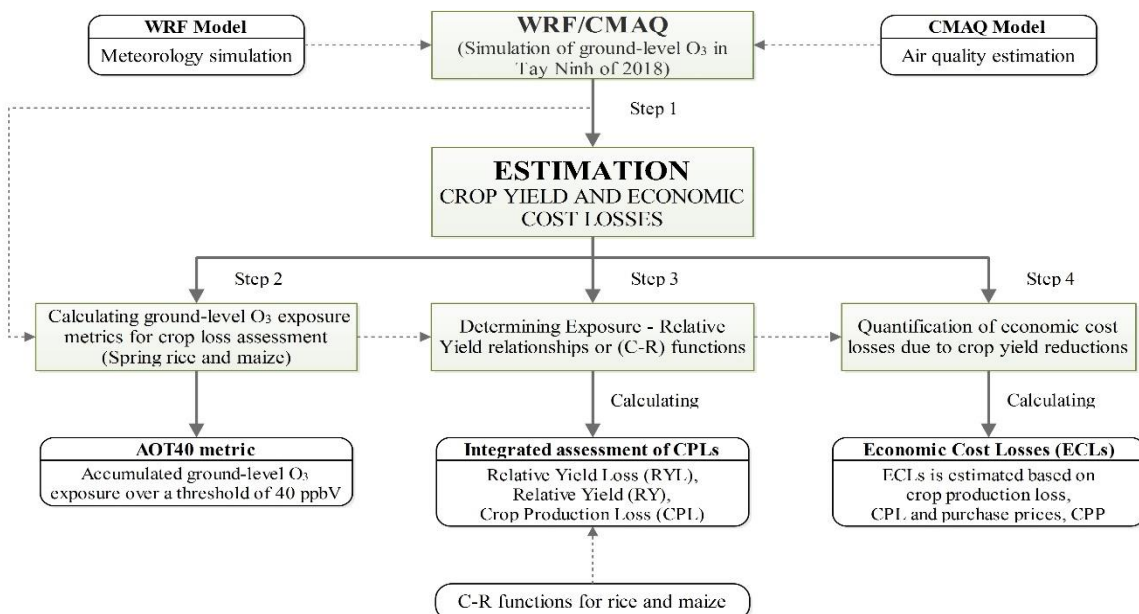 WRF Model
Meteorology simulation
WRF/CMAQ
(Simulation of ground-level O₃ in
Tay Ninh of 2018)
CMAQ Model
Air quality estimation
Step 1
ESTIMATION
CROP YIELD AND ECONOMIC
COST LOSSES
Step 2
Step 3
Step 4
Calculating ground-level O₃ exposure
metrics for crop loss assessment
(Spring rice and maize)
Determining Exposure - Relative
Yield relationships or (C-R) functions
Quantification of economic cost
losses due to crop yield reductions
Calculating
Calculating
AOT40 metric
Accumulated ground-level O₃
exposure over a threshold of 40 ppbV
Integrated assessment of CPLs
Relative Yield Loss (RYL),
Relative Yield (RY),
Crop Production Loss (CPL)
Economic Cost Losses (ECLs)
ECLs is estimated based on
crop production loss,
CPL and purchase prices, CPP
C-R functions for rice and maize